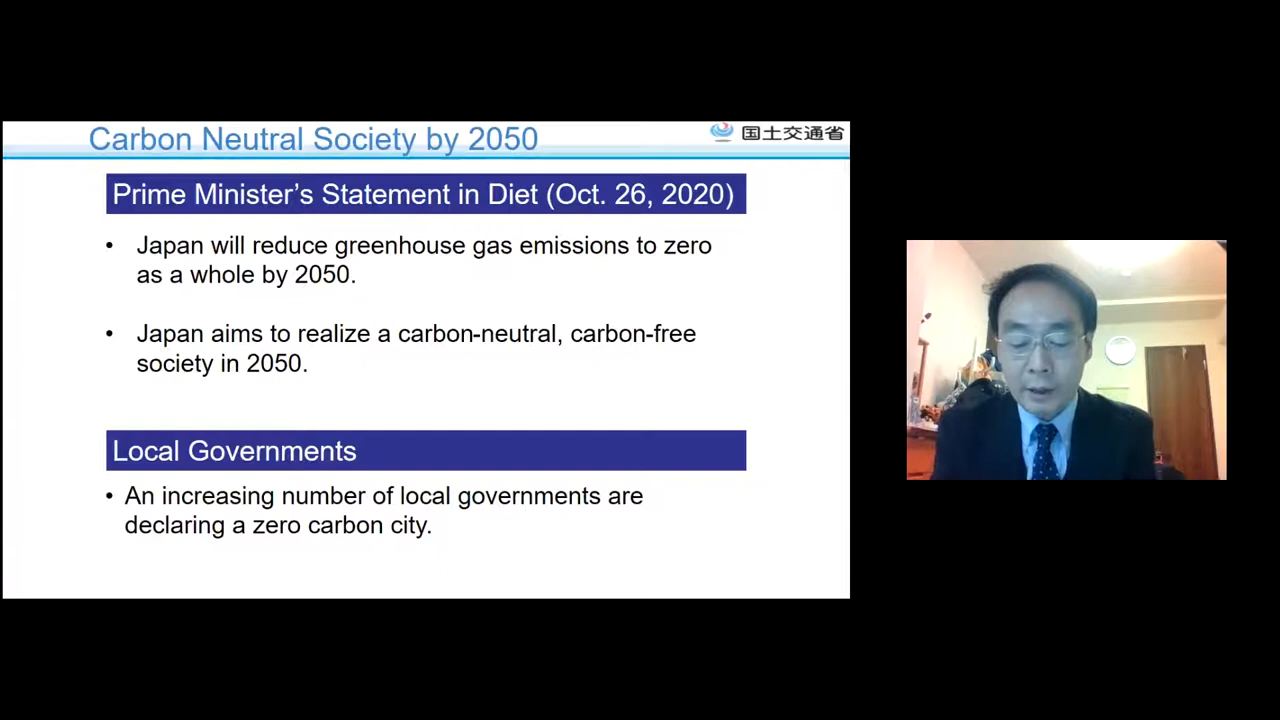 Carbon Neutral Society by 2050
国土交通省
Prime Minister's Statement in Diet (Oct. 26, 2020)
• Japan will reduce greenhouse gas emissions to zero
as a whole by 2050.
• Japan aims to realize a carbon-neutral, carbon-free
society in 2050.
Local Governments
• An increasing number of local governments are
declaring a zero carbon city.